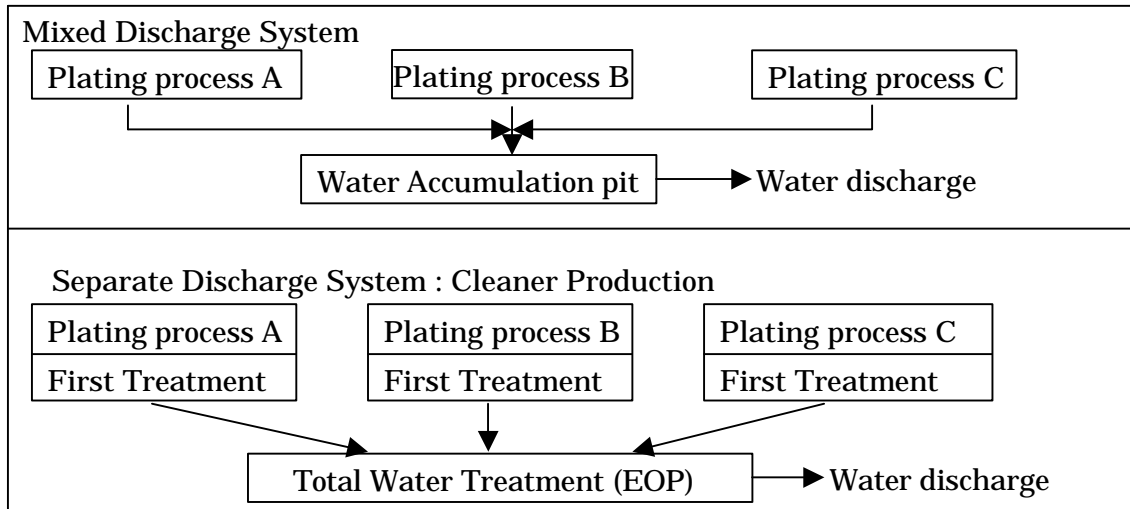 Mixed Discharge System
Plating process A
Plating process B
Plating process C
Water Accumulation pit
Water discharge
Separate Discharge System : Cleaner Production
Plating process A
Plating process B
Plating process C
First Treatment
First Treatment
First Treatment
Total Water Treatment (EOP)
Water discharge